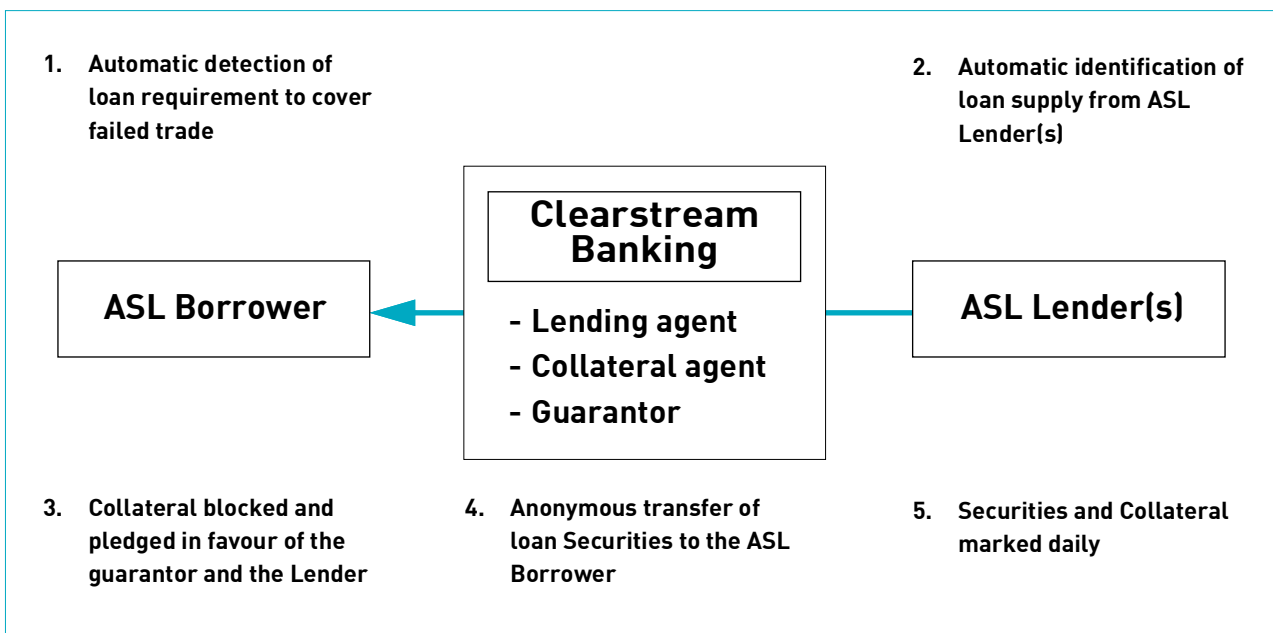 1. Automatic detection of
loan requirement to cover
failed trade
2. Automatic identification of
loan supply from ASL
Lender(s)
Clearstream
Banking
ASL Borrower
- Lending agent
- Collateral agent
- Guarantor
ASL Lender(s)
3. Collateral blocked and
pledged in favour of the
guarantor and the Lender
4. Anonymous transfer of
loan Securities to the ASL
Borrower
5. Securities and Collateral
marked daily